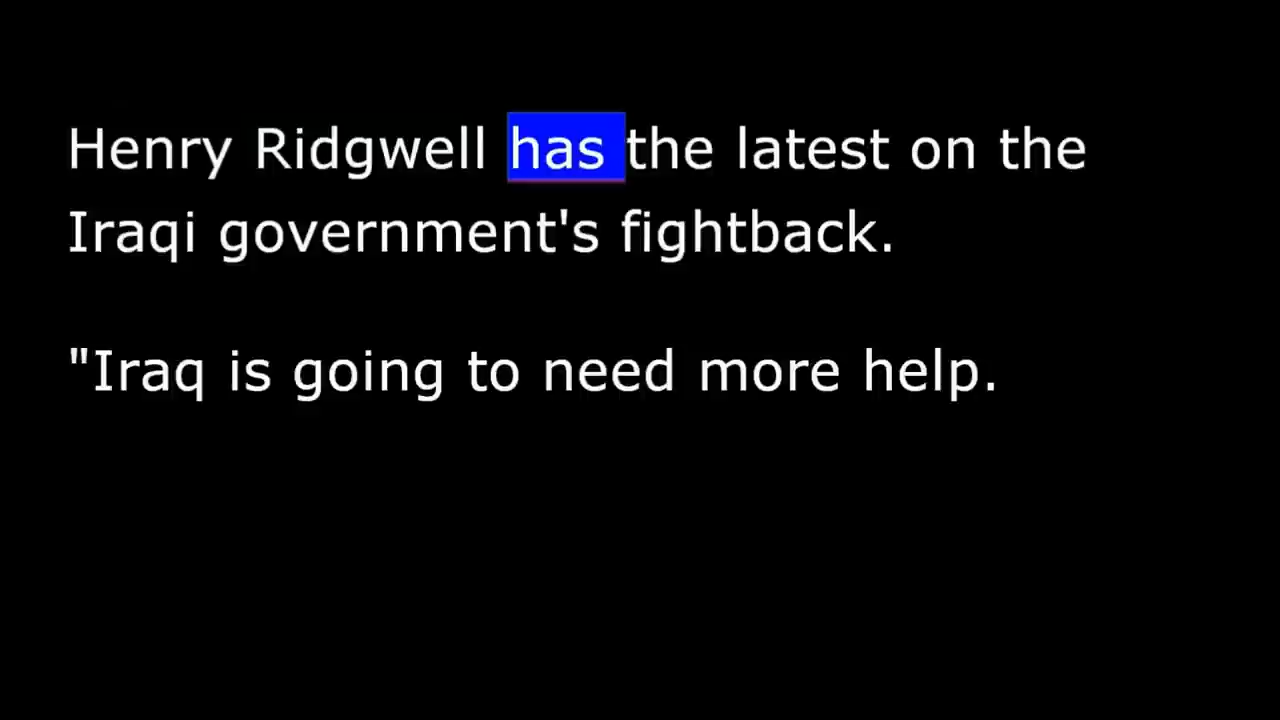 Henry Ridgwell has the latest on the
Iraqi government's fightback.
"Iraq is going to need more help.